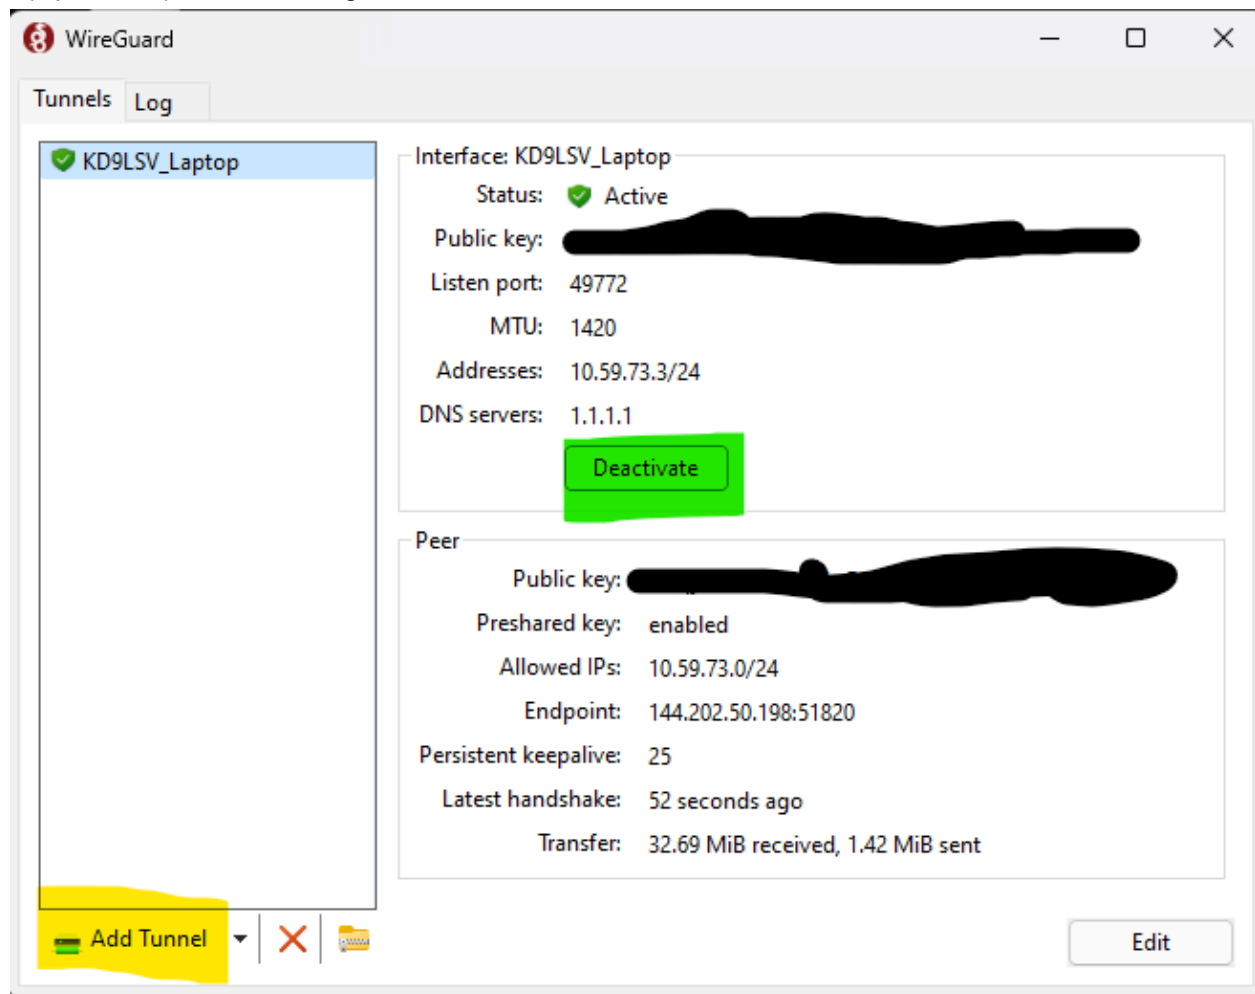 WireGuard
Tunnels
Log
KD9LSV_Laptop
Interface: KD9LSV_Laptop
Status: Active
Public key:
Listen port: 49772
MTU: 1420
Addresses: 10.59.73.3/24
DNS servers: 1.1.1.1
Deactivate
Peer
Public key:
Preshared key: enabled
Allowed IPs: 10.59.73.0/24
Endpoint: 144.202.50.198:51820
Persistent keepalive: 25
Latest handshake: 52 seconds ago
Transfer: 32.69 MiB received, 1.42 MiB sent
Add Tunnel
Edit